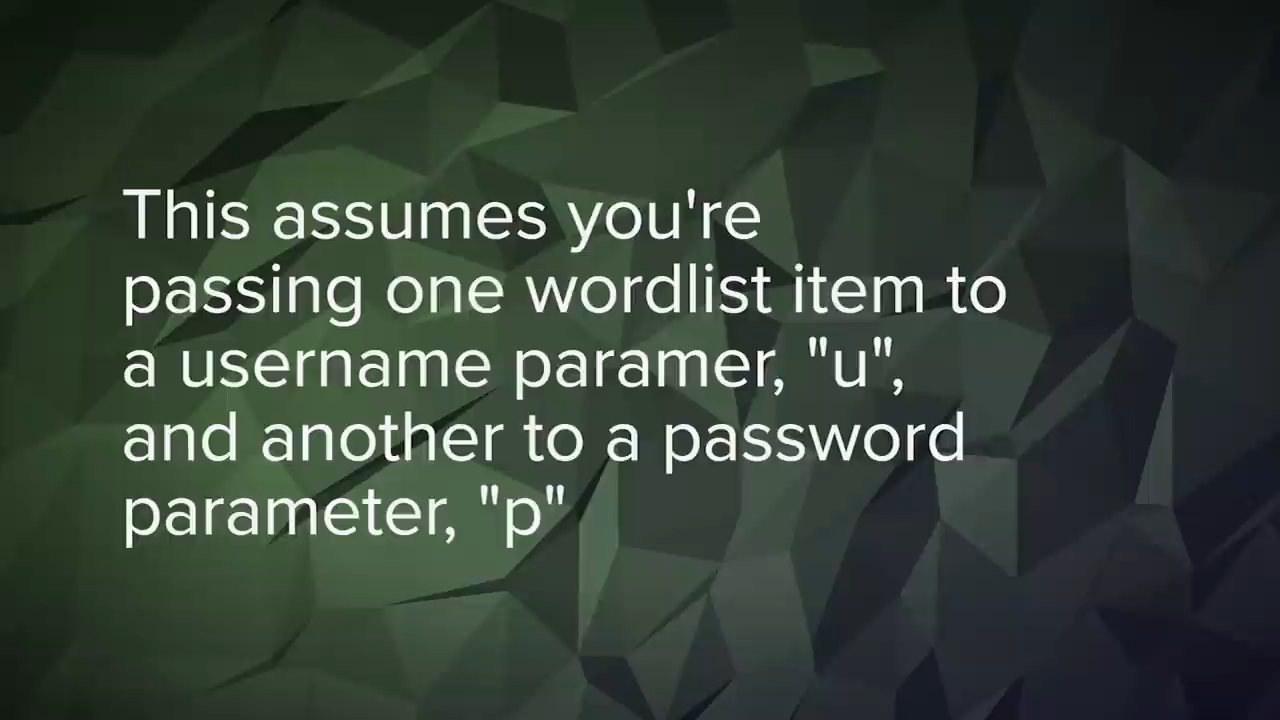 This assumes you're
passing one wordlist item to
a username paramer, "u",
and another to a password
parameter, "p"